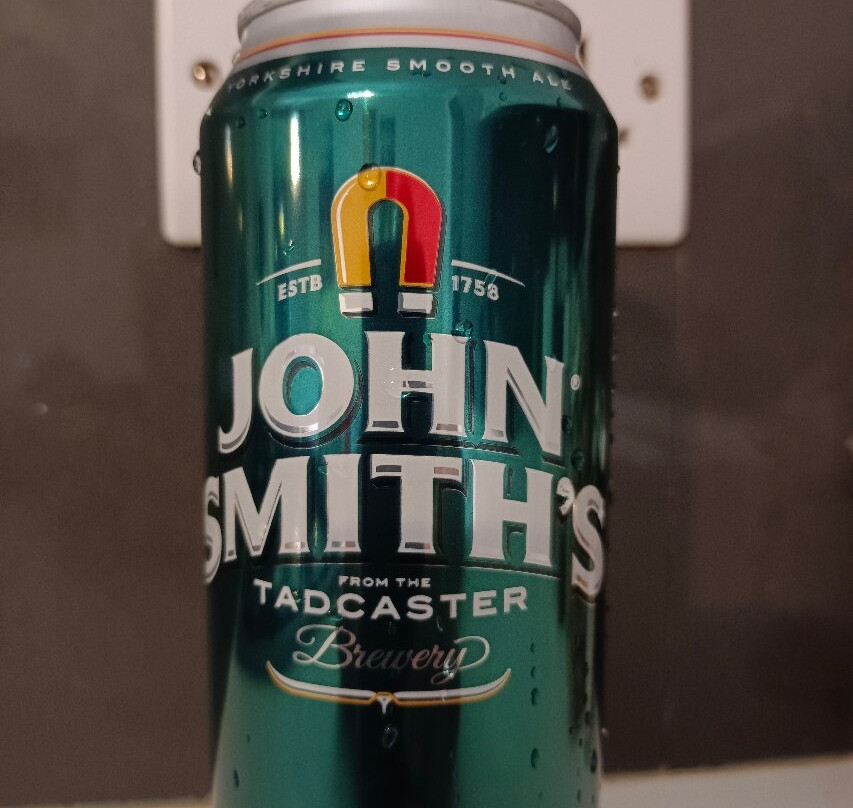 YORKSHIRE SMOOTH ALE
ESTB 1758
JOHN®
SMITH'S
FROM THE
TADCASTER
Brewery